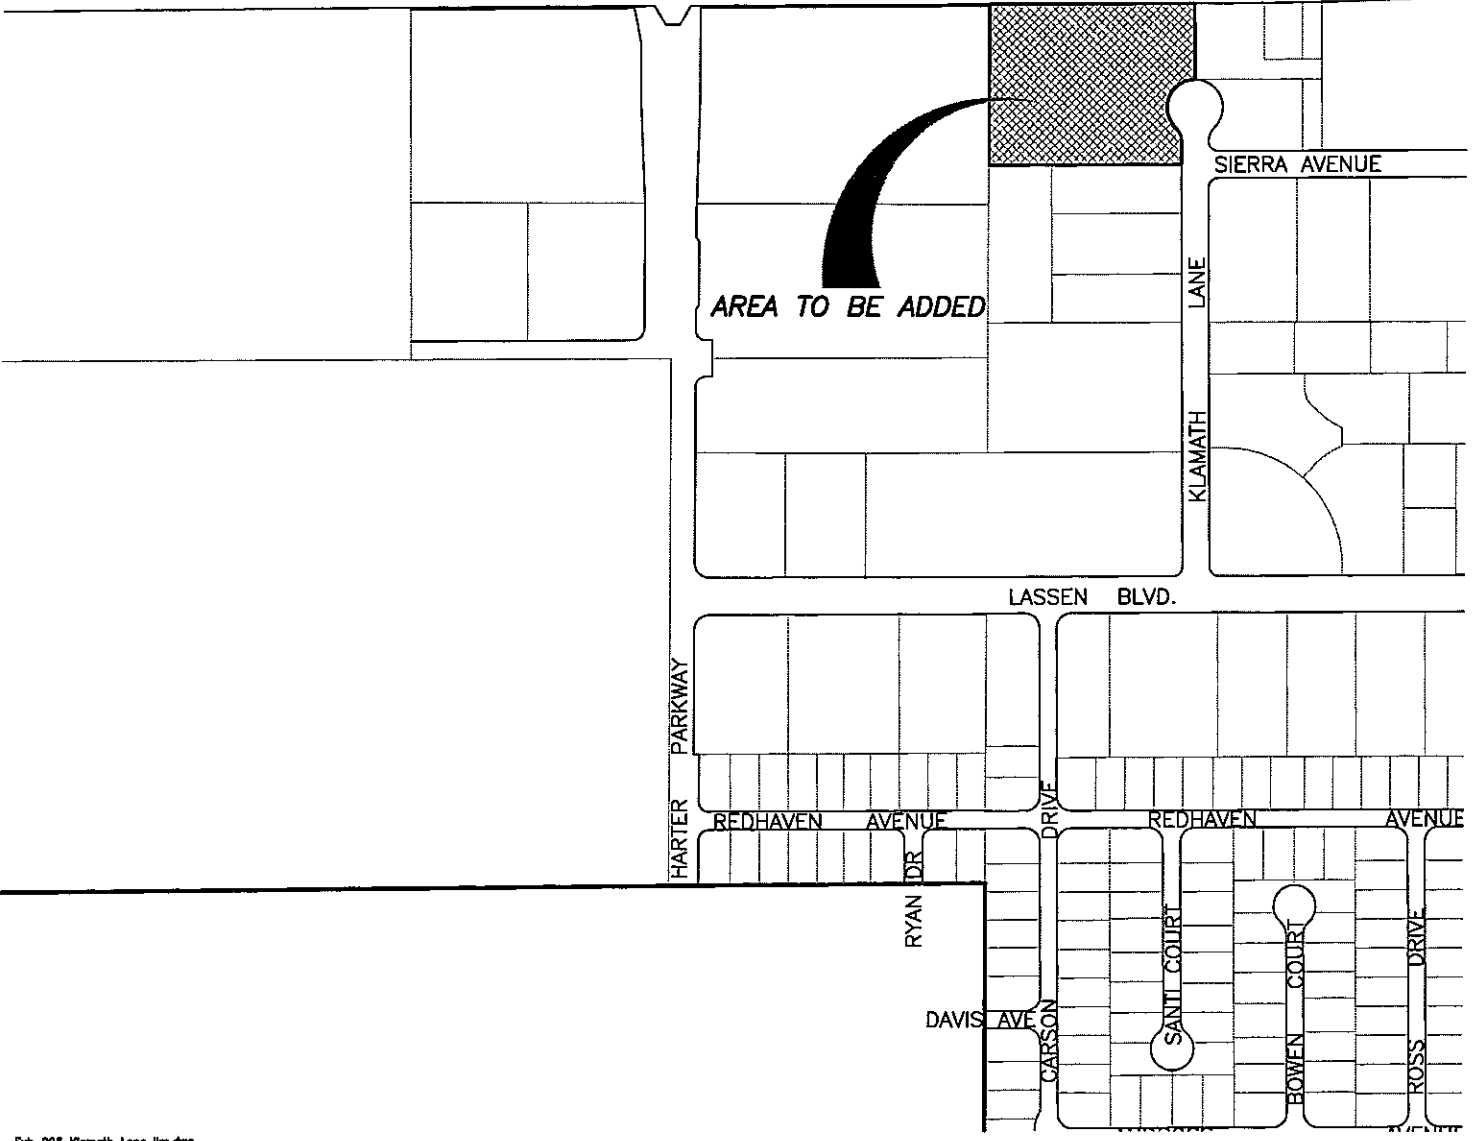 SIERRA AVENUE
LANE
AREA TO BE ADDED
KLAMATH
LASSEN BLVD.
PARKWAY
HARTER
DRIVE
REDHAVEN AVENUE
REDHAVEN
AVENUE
RYAN DR
SANTI COURT
BOWEN COURT
ROSS DRIVE
DAVIS AVE
CARSON
AVENUE